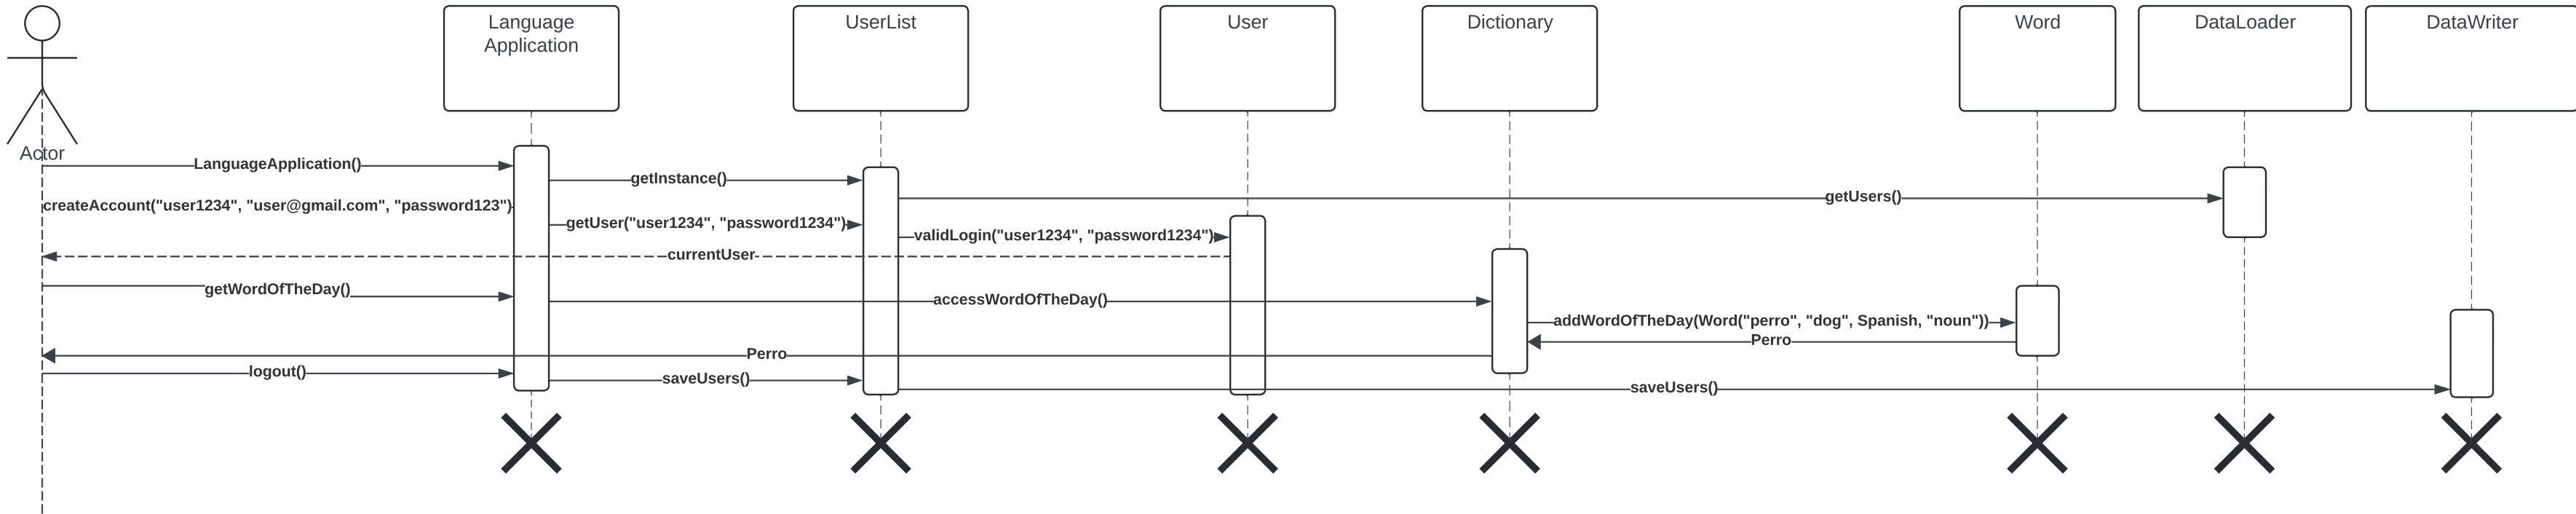 Language
Application
UserList
User
Dictionary
Word
DataLoader
DataWriter
Actor
LanguageApplication()
getInstance()
getUsers()
createAccount("user1234", "user@gmail.com", "password123")
getUser("user1234", "password1234")
validLogin("user1234", "password1234")
currentUser
getWordOfTheDay()
accessWordOfTheDay()
addWordOfTheDay(Word("perro", "dog", Spanish, "noun"))
Perro
Perro
logout()
saveUsers()
saveUsers()